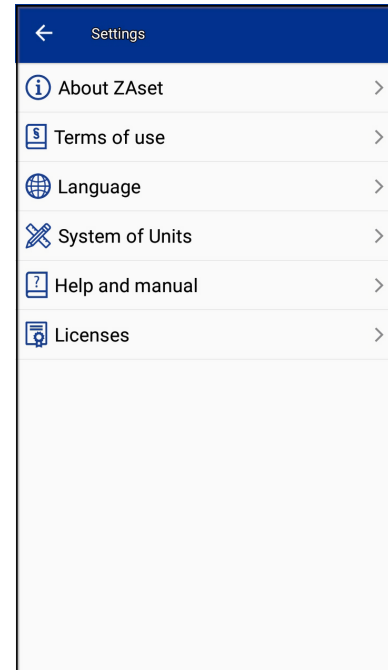 Settings
About ZAset
Terms of use
Language
System of Units
Help and manual
Licenses